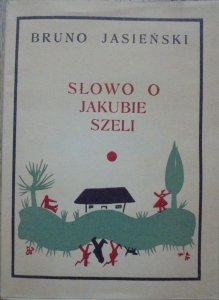 BRUNO JASIEŃSKI
SŁOWO O
JAKUBIE
SZELI